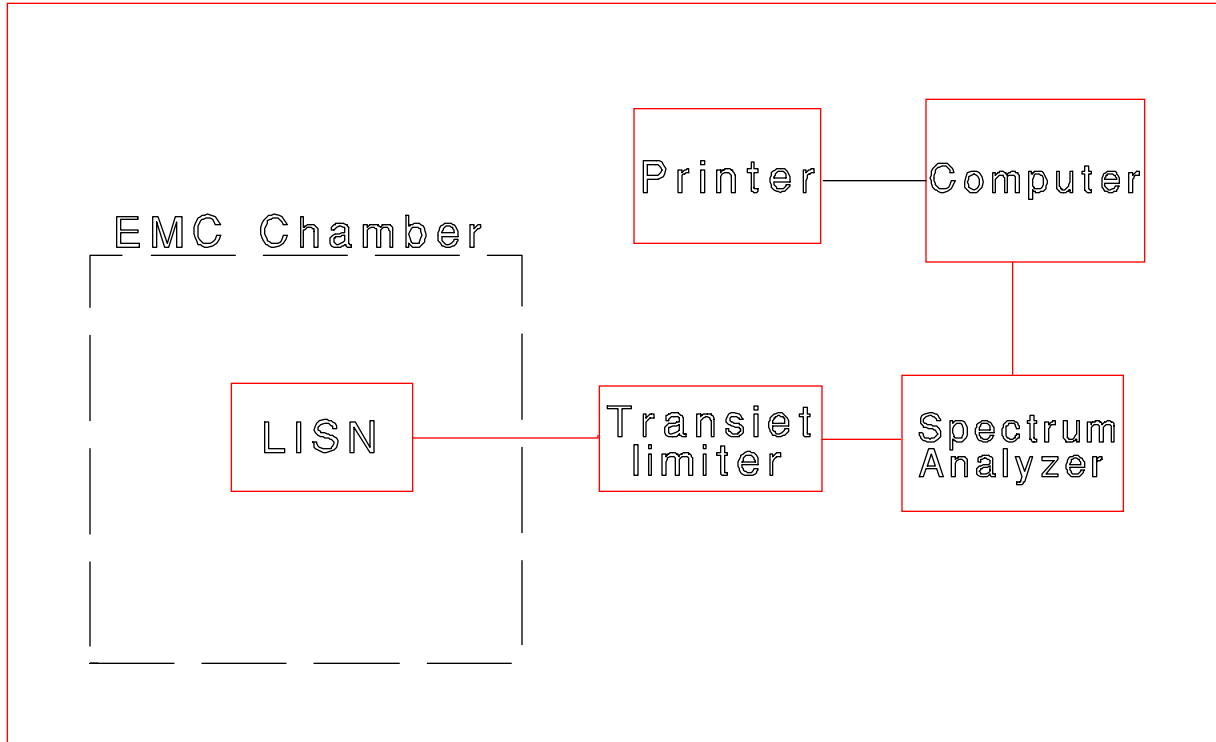 Printer
Computer
EMC Chamber
LISN
Transiet
limiter
Spectrum
Analyzer